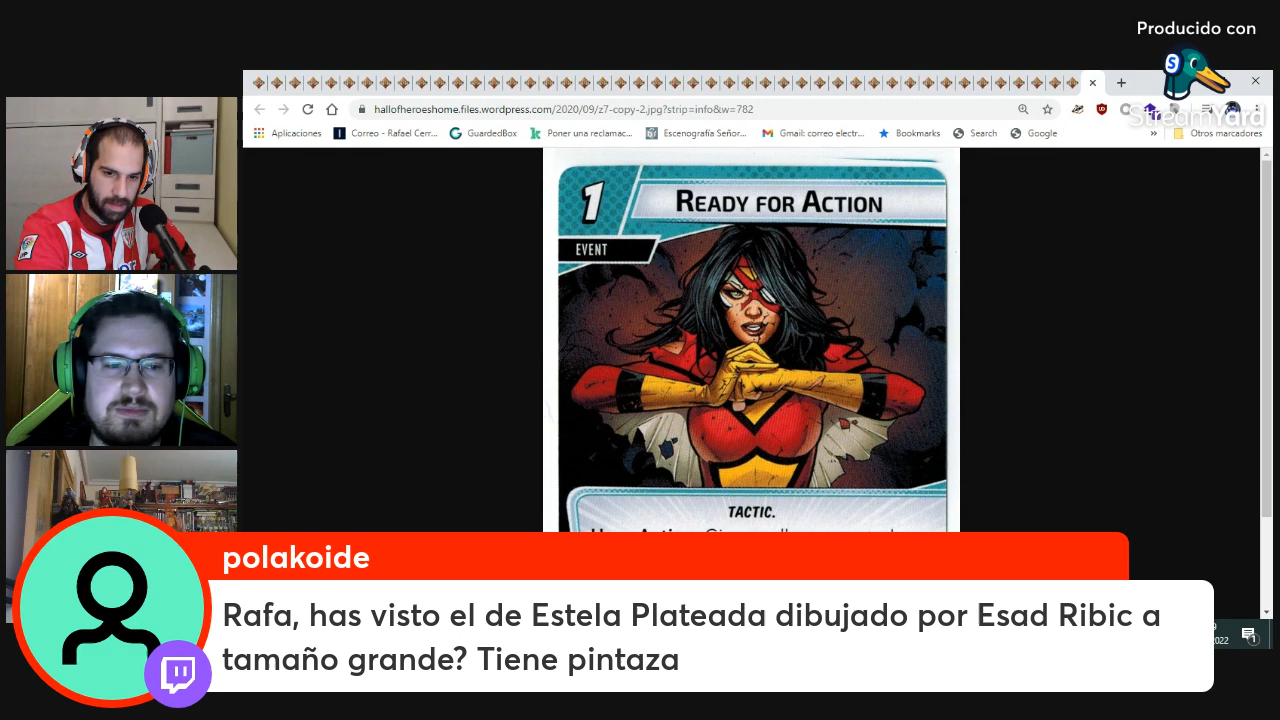 Producido con
StreamYard
hallofheroeshome.files.wordpress.com/2020/09/z7-copy-2.jpg?strip=info&w=782
Aplicaciones
Correo - Rafael Cerr...
GuardedBox
Poner una reclamac...
Escenografía Señor...
Gmail: correo electr...
Bookmarks
Search
Google
»
Otros marcadores
1
READY FOR ACTION
EVENT
TACTIC.
polakoide
Rafa, has visto el de Estela Plateada dibujado por Esad Ribic a
tamaño grande? Tiene pintaza